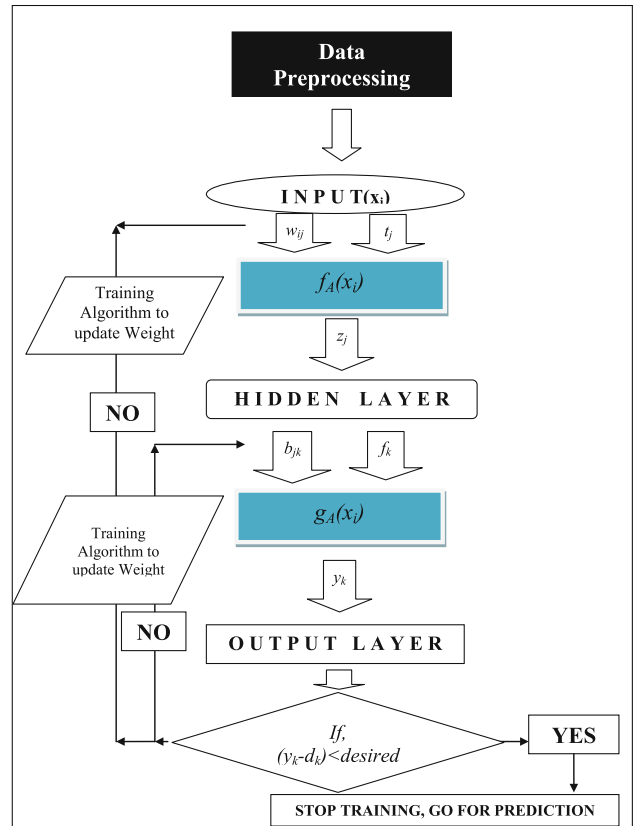 Data
Preprocessing
I N P U T(xi)
wij
tj
fA(xi)
Training
Algorithm to
update Weight
zj
NO
H I D D E N L A Y E R
bjk
fk
gA(xi)
Training
Algorithm to
update Weight
yk
NO
O U T P U T L A Y E R
If,
(yk-dk)<desired
YES
STOP TRAINING, GO FOR PREDICTION